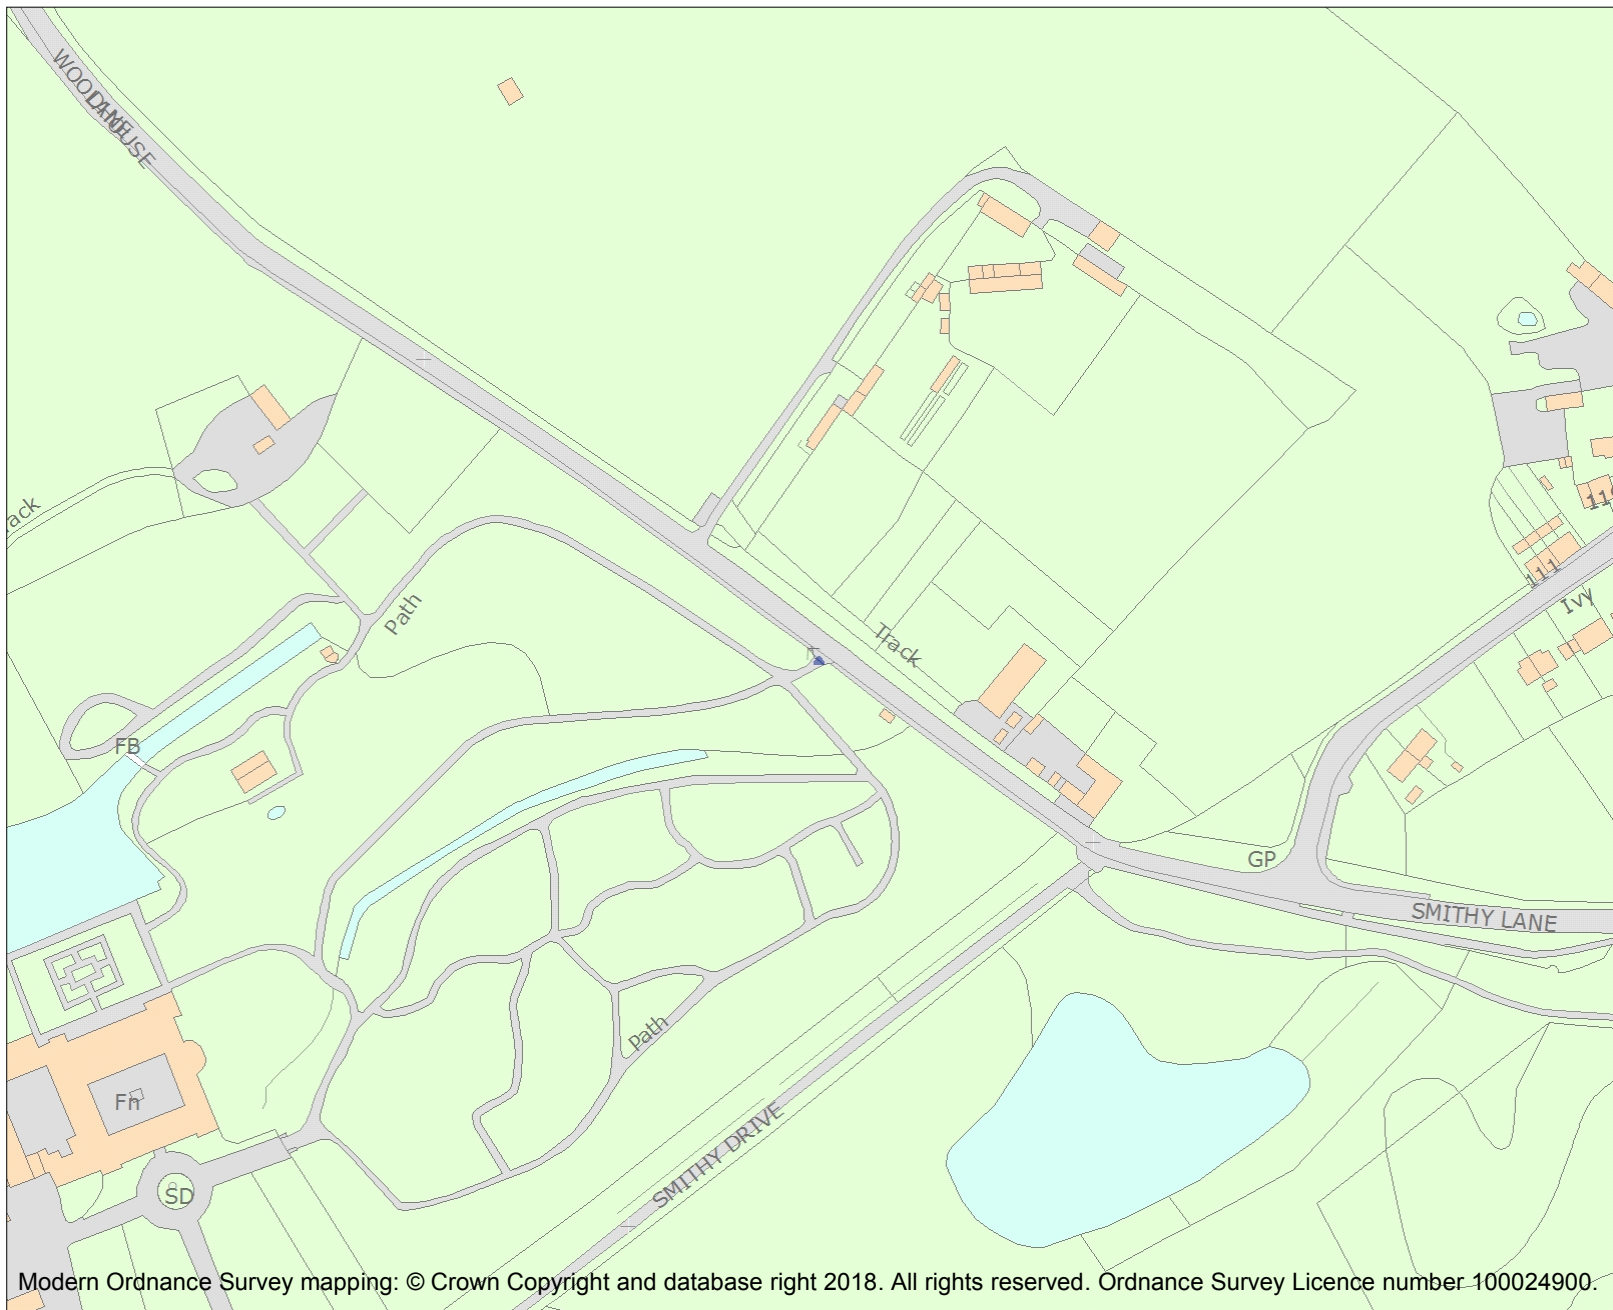 WOODHOUSE
LANE
ack
Path
Track
111
Ivy
FB
GP
SMITHY LANE
Path
Fn
SMITHY DRIVE
SD
Modern Ordnance Survey mapping: © Crown Copyright and database right 2018. All rights reserved. Ordnance Survey Licence number 100024900.